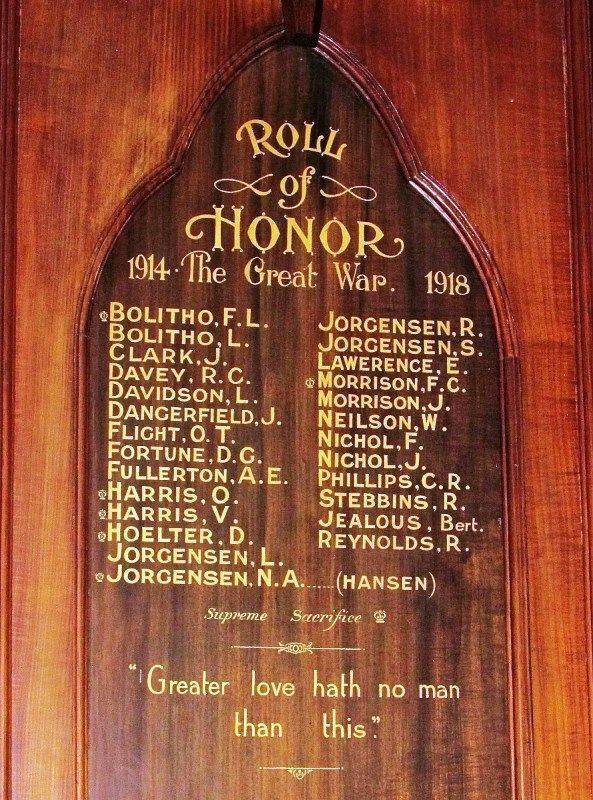 ROLL
of
HONOR
1914 · The Great War. 1918
BOLITHO, F. L.
BOLITHO, L.
CLARK, J.
DAVEY, R. C.
DAVIDSON, L.
DANGERFIELD, J.
FLIGHT, O. T.
FORTUNE, D. G.
FULLERTON, A. E.
HARRIS, O.
HARRIS, V.
HOELTER, D.
JORGENSEN, L.
JORGENSEN, N.A......(HANSEN)
JORGENSEN, R.
JORGENSEN, S.
LAWERENCE, E.
MORRISON, F. C.
MORRISON, J.
NEILSON, W.
NICHOL, F.
NICHOL, J.
PHILLIPS, C. R.
STEBBINS, R.
JEALOUS, Bert.
REYNOLDS, R.
Supreme Sacrifice
"Greater love hath no man
than this."